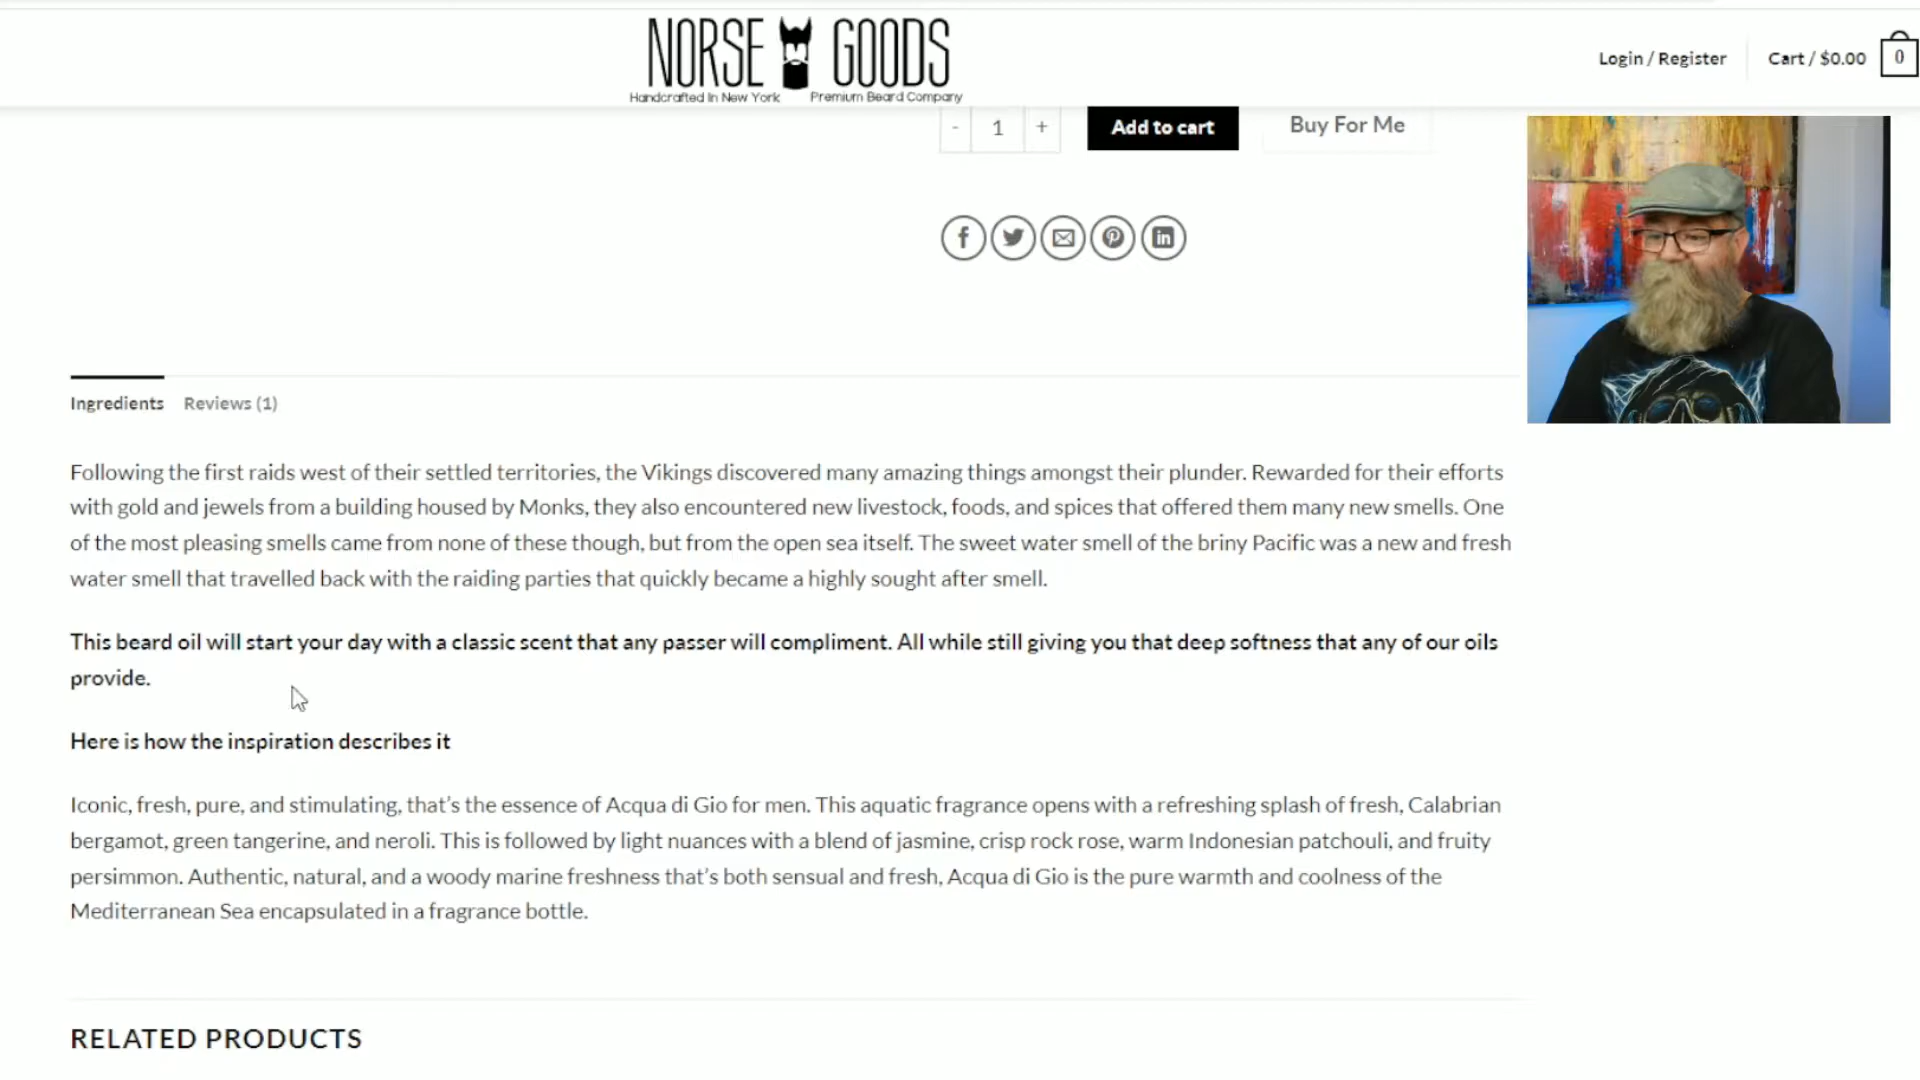 NORSE GOODS
Handcrafted In New York Premium Beard Company
Login / Register
Cart / $0.00
0
- 1 +
Add to cart
Buy For Me
Ingredients
Reviews (1)
Following the first raids west of their settled territories, the Vikings discovered many amazing things amongst their plunder. Rewarded for their efforts
with gold and jewels from a building housed by Monks, they also encountered new livestock, foods, and spices that offered them many new smells. One
of the most pleasing smells came from none of these though, but from the open sea itself. The sweet water smell of the briny Pacific was a new and fresh
water smell that travelled back with the raiding parties that quickly became a highly sought after smell.
This beard oil will start your day with a classic scent that any passer will compliment. All while still giving you that deep softness that any of our oils
provide.
Here is how the inspiration describes it
Iconic, fresh, pure, and stimulating, that's the essence of Acqua di Gio for men. This aquatic fragrance opens with a refreshing splash of fresh, Calabrian
bergamot, green tangerine, and neroli. This is followed by light nuances with a blend of jasmine, crisp rock rose, warm Indonesian patchouli, and fruity
persimmon. Authentic, natural, and a woody marine freshness that's both sensual and fresh, Acqua di Gio is the pure warmth and coolness of the
Mediterranean Sea encapsulated in a fragrance bottle.
RELATED PRODUCTS